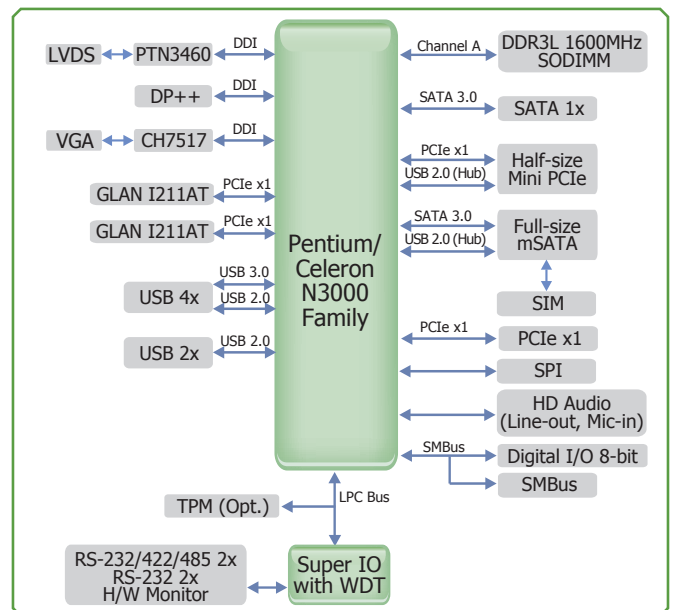 LVDS
PTN3460
DDI
DP++
DDI
VGA
CH7517
DDI
GLAN I211AT
PCIe x1
GLAN I211AT
PCIe x1
USB 4x
USB 3.0
USB 2.0
USB 2x
USB 2.0
Pentium/
Celeron
N3000
Family
Channel A
DDR3L 1600MHz
SODIMM
SATA 3.0
SATA 1x
PCIe x1
USB 2.0 (Hub)
Half-size
Mini PCIe
SATA 3.0
USB 2.0 (Hub)
Full-size
mSATA
SIM
PCIe x1
PCIe x1
SPI
HD Audio
(Line-out, Mic-in)
SMBus
Digital I/O 8-bit
SMBus
LPC Bus
TPM (Opt.)
RS-232/422/485 2x
RS-232 2x
H/W Monitor
Super IO
with WDT